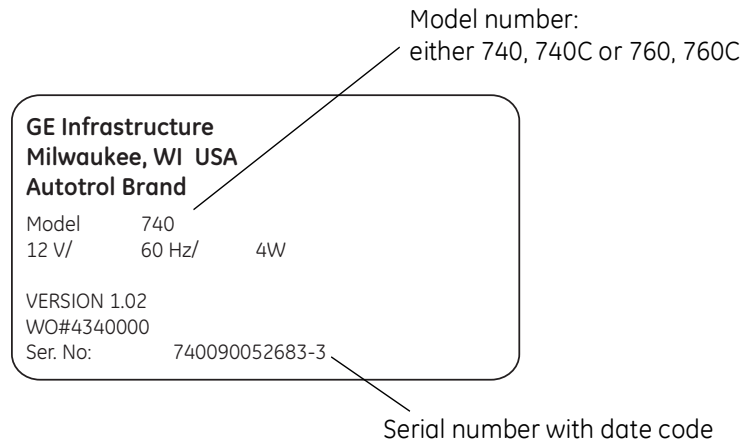 Model number:
either 740, 740C or 760, 760C
GE Infrastructure
Milwaukee, WI  USA
Autotrol Brand
Model 740
12 V/ 60 Hz/ 4W
VERSION 1.02
WO#4340000
Ser. No: 740090052683-3
Serial number with date code